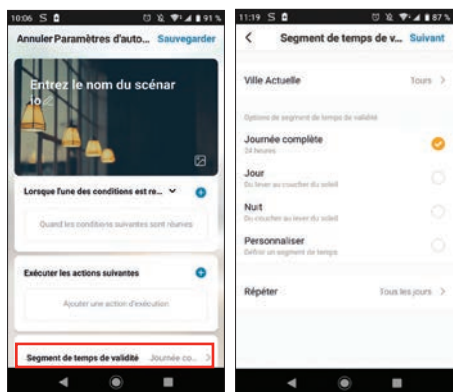 10:06 S 91 %
Annuler Paramètres d'auto... Sauvegarder
Entrez le nom du scénar
io
Lorsque l'une des conditions est re...
Quand les conditions suivantes sont réunies
Exécuter les actions suivantes
Ajouter une action d'exécution
Segment de temps de validité Journée co... >
11:19 S 87 %
< Segment de temps de v... Suivant
Ville Actuelle Tours >
Options de segment de temps de validité
Journée complète
24 heures
Jour
Du lever au coucher du soleil
Nuit
Du coucher au lever du soleil
Personnaliser
Définir un segment de temps
Répéter Tous les jours >